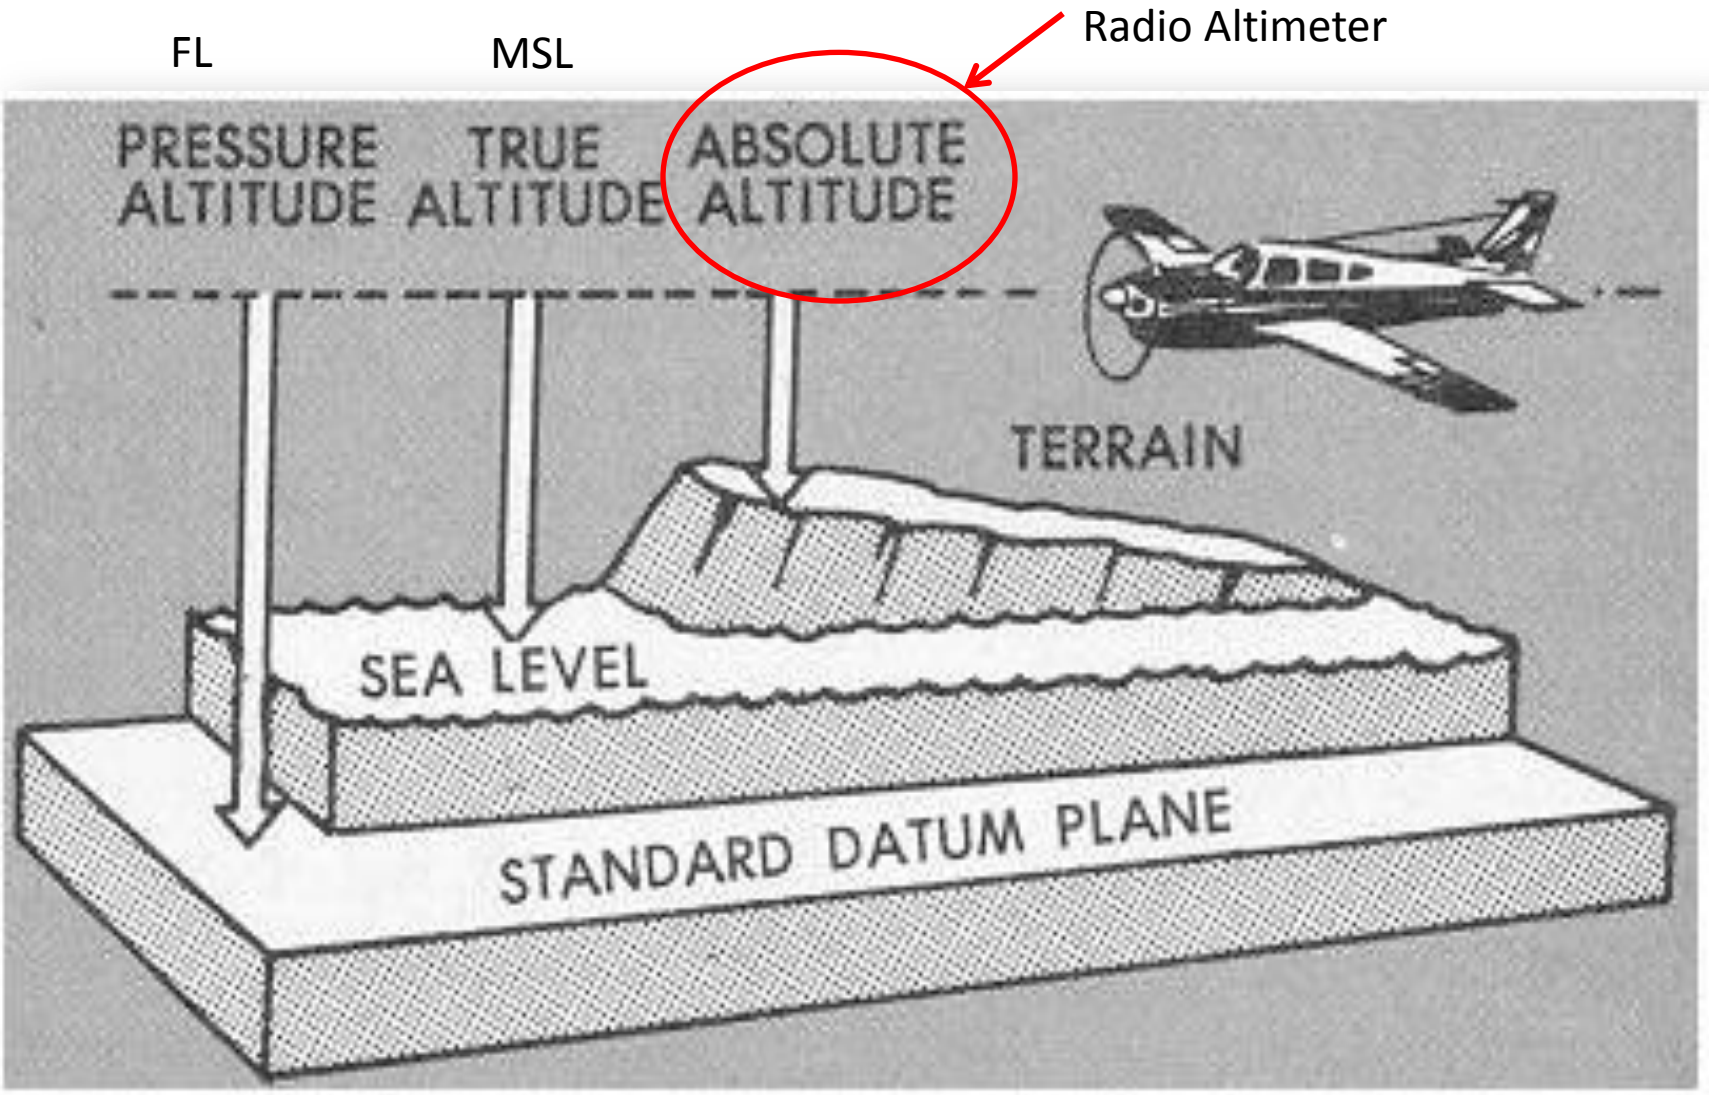 FL
MSL
Radio Altimeter
PRESSURE
ALTITUDE
TRUE
ALTITUDE
ABSOLUTE
ALTITUDE
TERRAIN
SEA LEVEL
STANDARD DATUM PLANE